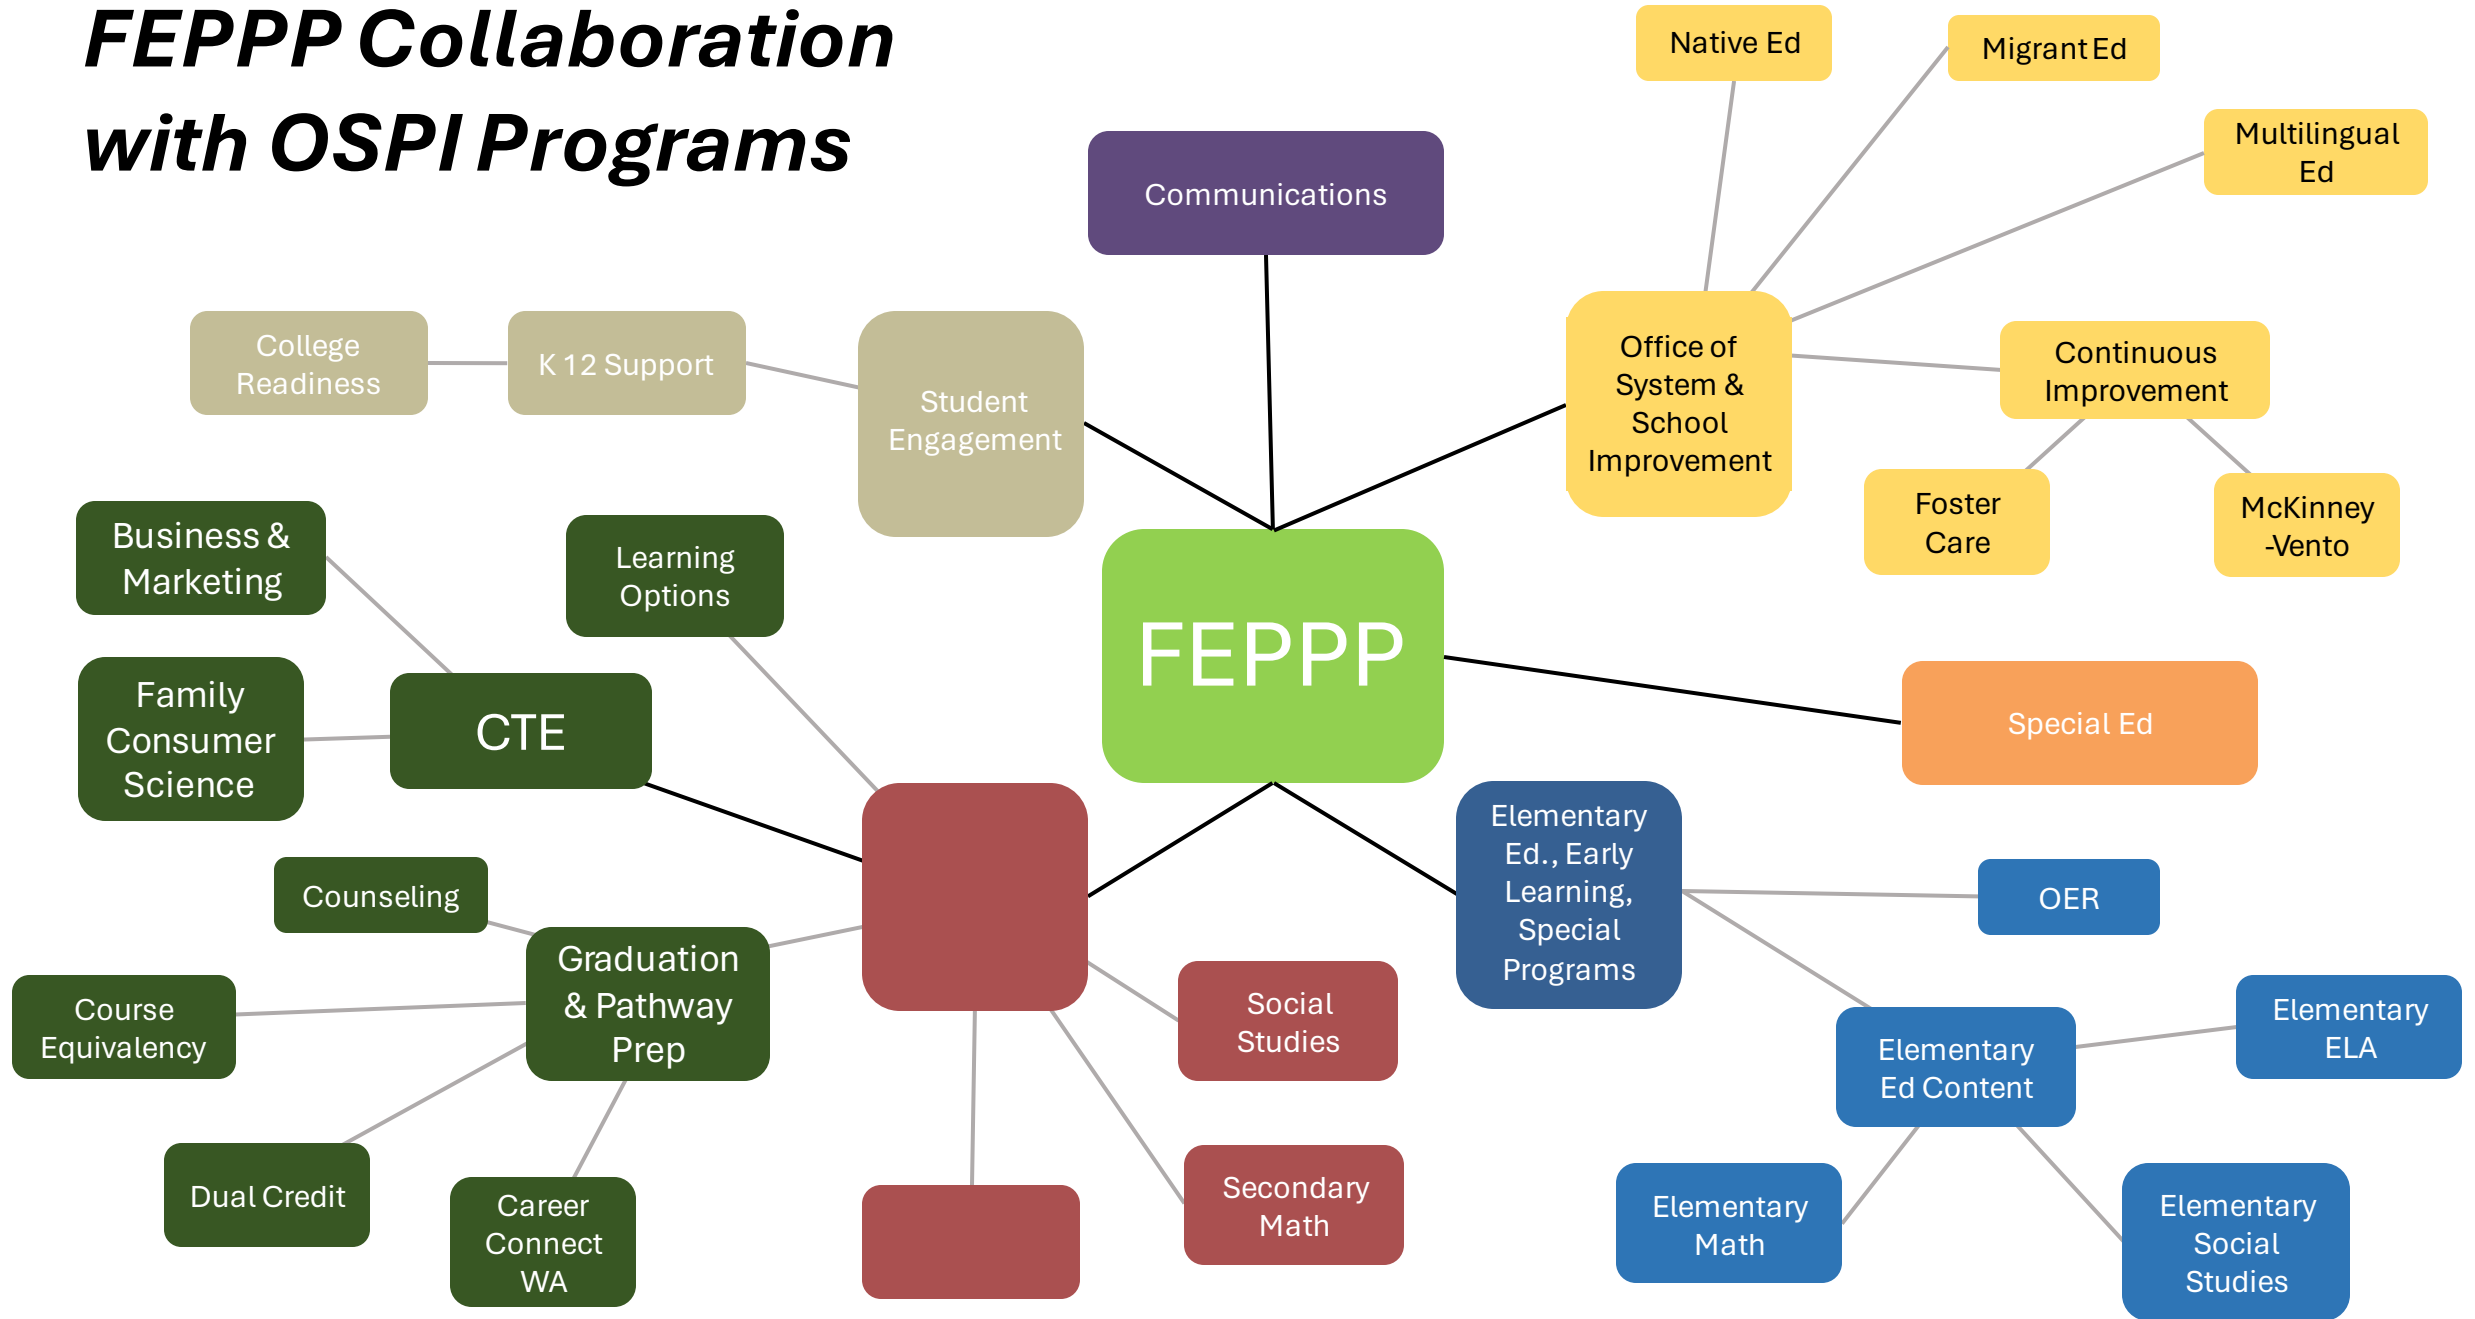 FEPPP Collaboration
with OSPI Programs
Native Ed
Migrant Ed
Multilingual
Ed
Communications
College
Readiness
K 12 Support
Student
Engagement
Office of
System &
School
Improvement
Continuous
Improvement
Foster
Care
McKinney
-Vento
Business &
Marketing
Learning
Options
FEPPP
Family
Consumer
Science
CTE
Special Ed
Elementary
Ed., Early
Learning,
Special
Programs
OER
Counseling
Graduation
& Pathway
Prep
Course
Equivalency
Social
Studies
Elementary
Ed Content
Elementary
ELA
Dual Credit
Career
Connect
WA
Secondary
Math
Elementary
Math
Elementary
Social
Studies